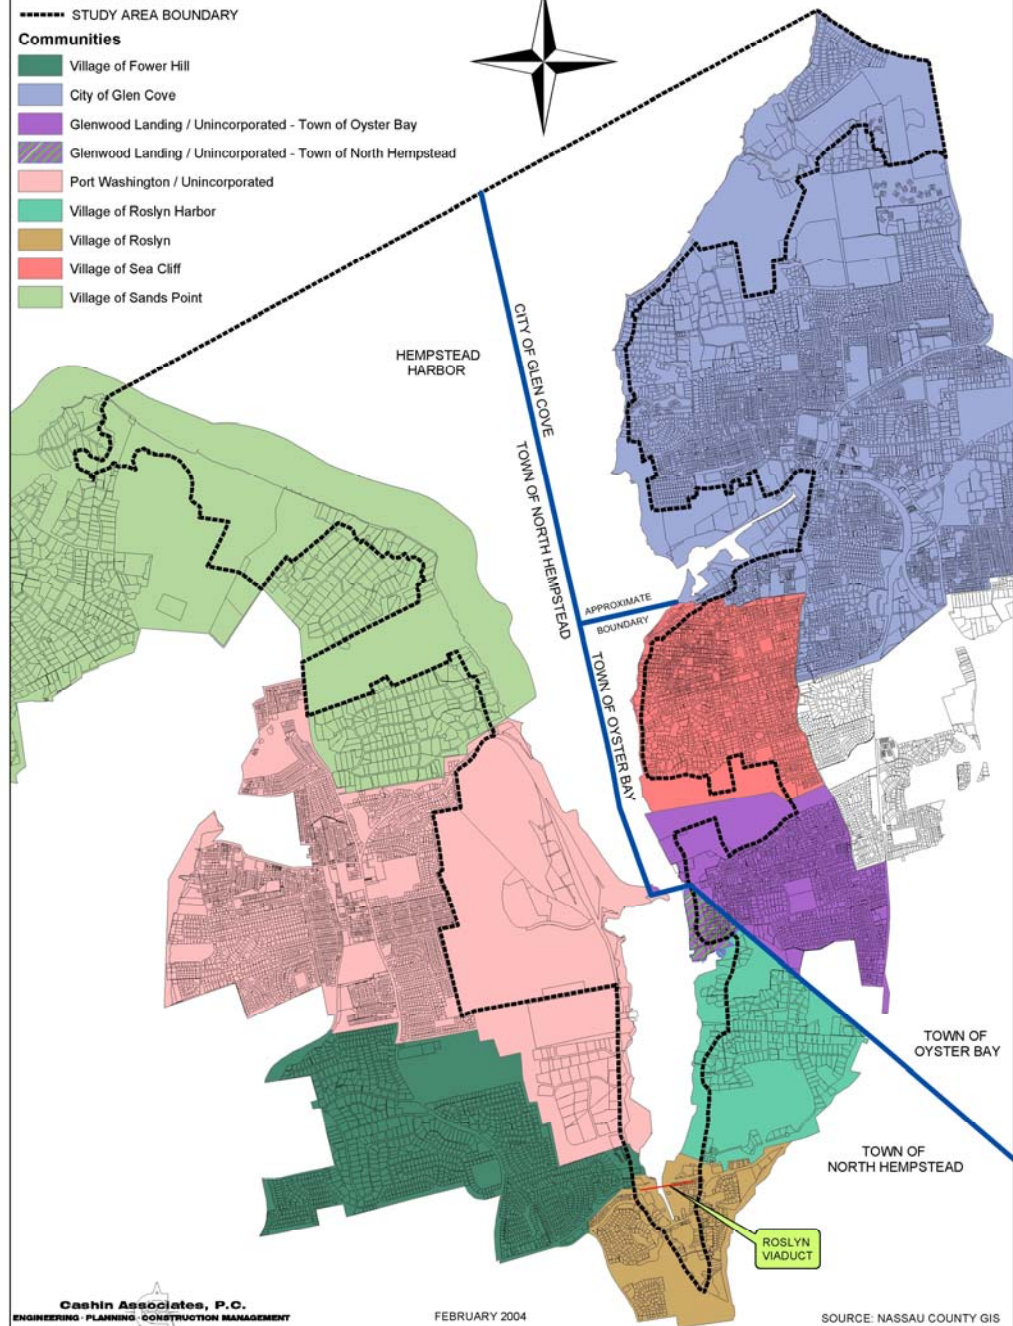 STUDY AREA BOUNDARY
Communities
Village of Fower Hill
City of Glen Cove
Glenwood Landing / Unincorporated - Town of Oyster Bay
Glenwood Landing / Unincorporated - Town of North Hempstead
Port Washington / Unincorporated
Village of Roslyn Harbor
Village of Roslyn
Village of Sea Cliff
Village of Sands Point
HEMPSTEAD
HARBOR
CITY OF GLEN COVE
TOWN OF NORTH HEMPSTEAD
APPROXIMATE
BOUNDARY
TOWN OF OYSTER BAY
TOWN OF
OYSTER BAY
TOWN OF
NORTH HEMPSTEAD
ROSLYN
VIADUCT
Cashin Associates, P.C.
ENGINEERING · PLANNING · CONSTRUCTION MANAGEMENT
FEBRUARY 2004
SOURCE: NASSAU COUNTY GIS